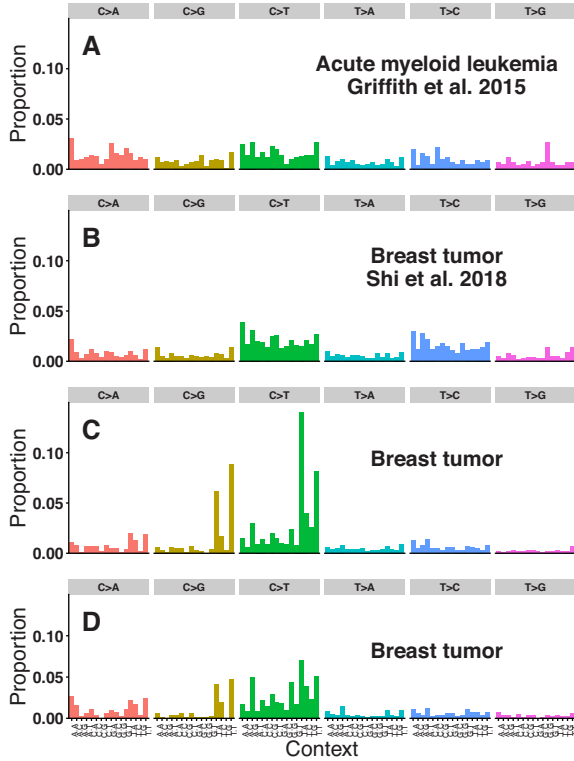 C>A C>G C>T T>A T>C T>G
A
Acute myeloid leukemia
Griffith et al. 2015
Proportion
0.10
0.05
0.00
C>A C>G C>T T>A T>C T>G
B
Breast tumor
Shi et al. 2018
Proportion
0.10
0.05
0.00
C>A C>G C>T T>A T>C T>G
C
Breast tumor
Proportion
0.10
0.05
0.00
C>A C>G C>T T>A T>C T>G
D
Breast tumor
Proportion
0.10
0.05
0.00
Context